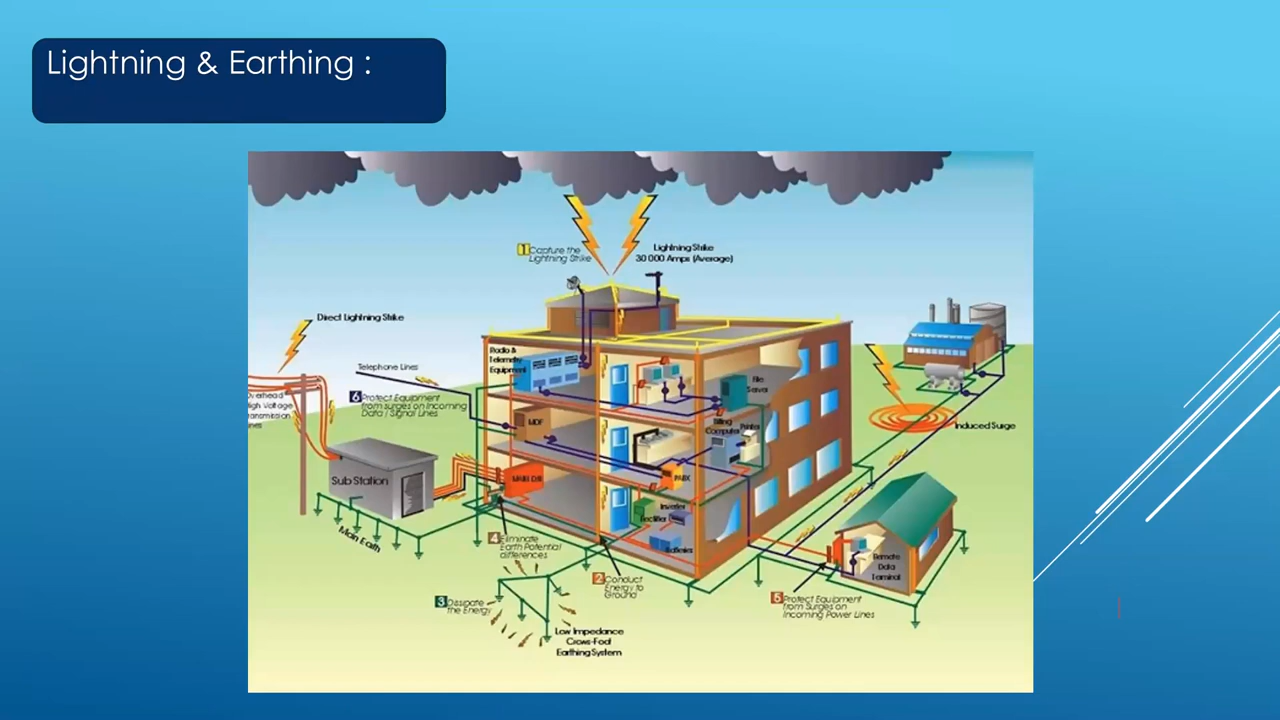 Lightning & Earthing :
1 Capture the
Lightning Strike
Lightning Strike
30 000 Amps (Average)
Direct Lightning Strike
Telephone Lines
6 Protect Equipment
from surges on Incoming
Data / Signal Lines
Overhead
High Voltage
Transmission
Lines
Radio &
Telemetry
Equipment
File
Server
MDF
Billing
Computer
Printer
Induced Surge
Sub Station
PABX
Inverter
Rectifier
Batteries
Main Earth
4 Eliminate
Earth Potential
differences
2 Conduct
Energy to
Ground
3 Dissipate
the Energy
Low Impedance
Crows-Foot
Earthing System
5 Protect Equipment
from Surges on
Incoming Power Lines
Remote
Data
Terminal